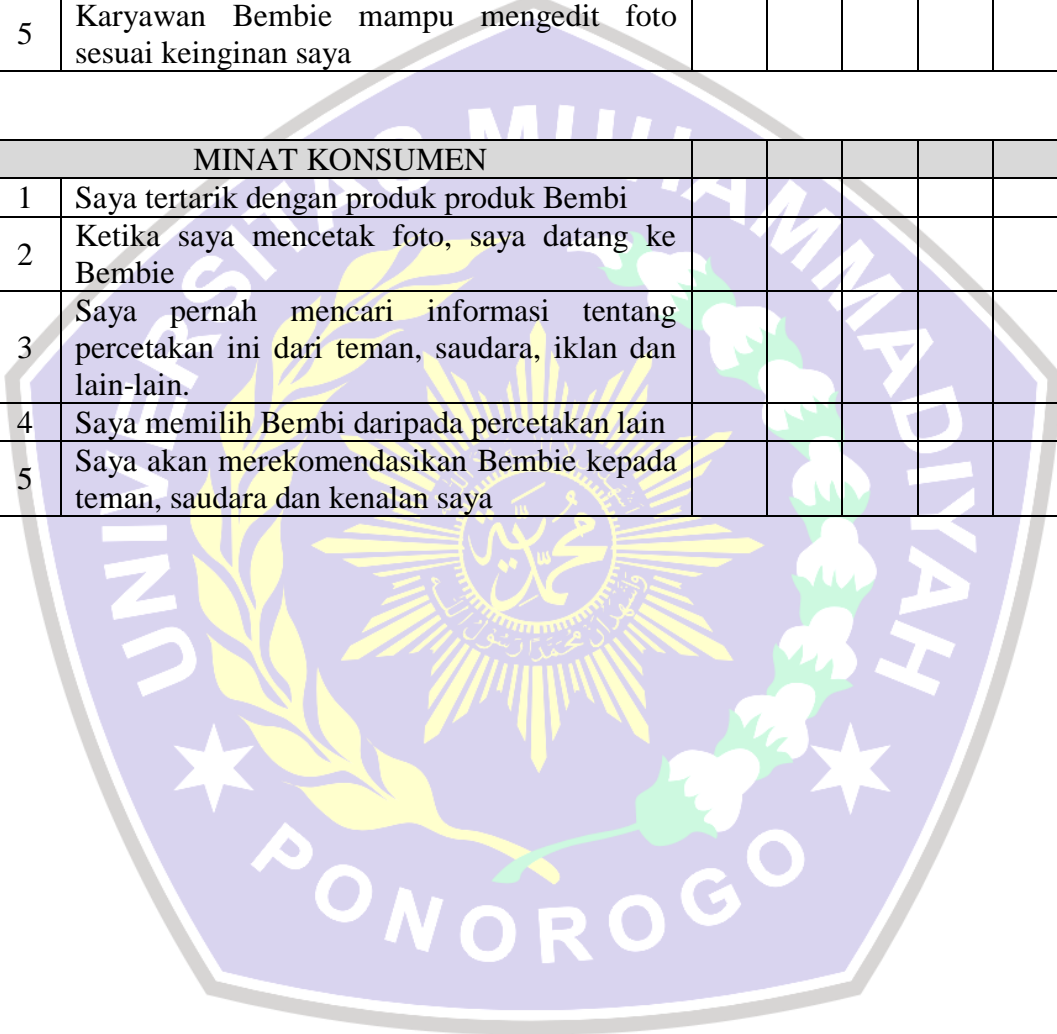 5 Karyawan Bembie mampu mengedit foto
sesuai keinginan saya
MINAT KONSUMEN
1 Saya tertarik dengan produk produk Bembi
2 Ketika saya mencetak foto, saya datang ke
Bembie
3 Saya pernah mencari informasi tentang
percetakan ini dari teman, saudara, iklan dan
lain-lain.
4 Saya memilih Bembi daripada percetakan lain
5 Saya akan merekomendasikan Bembie kepada
teman, saudara dan kenalan saya
UNIVERSITAS MUHAMMADIYAH
PONOROGO